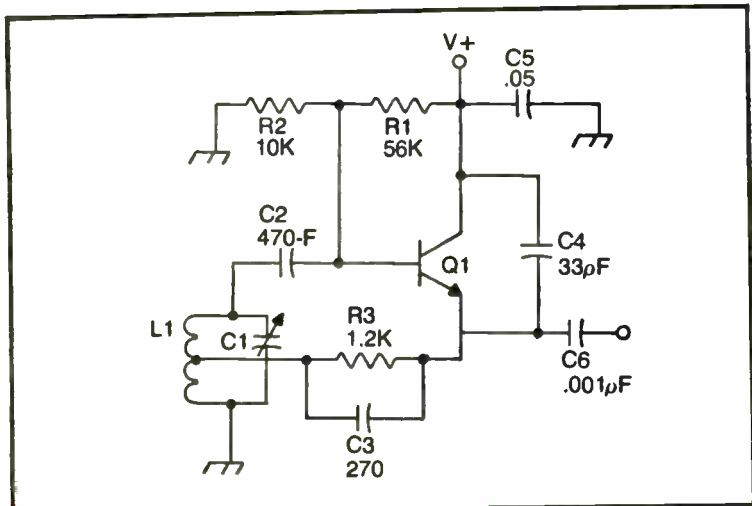 V+
C5
.05
R2
10K
R1
56K
C2
470-F
Q1
C4
33ρF
L1
C1
R3
1.2K
C6
.001ρF
C3
270